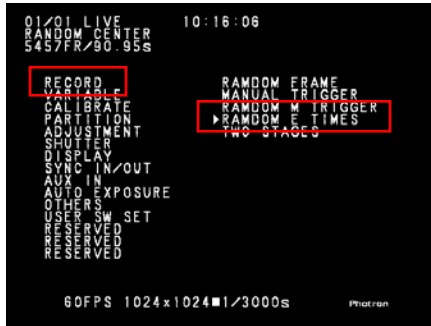 01/01 LIVE 10:16:06
RANDOM CENTER
5457FR/90.95s
RECORD
VARIABLE
CALIBRATE
PARTITION
ADJUSTMENT
SHUTTER
DISPLAY
SYNC IN/OUT
AUX IN
AUTO EXPOSURE
OTHERS
USER SW SET
RESERVED
RESERVED
RESERVED
RAMDOM FRAME
MANUAL TRIGGER
RAMDOM M TRIGGER
▶RAMDOM E TIMES
TWO STAGES
60FPS 1024x1024■1/3000s
Photron